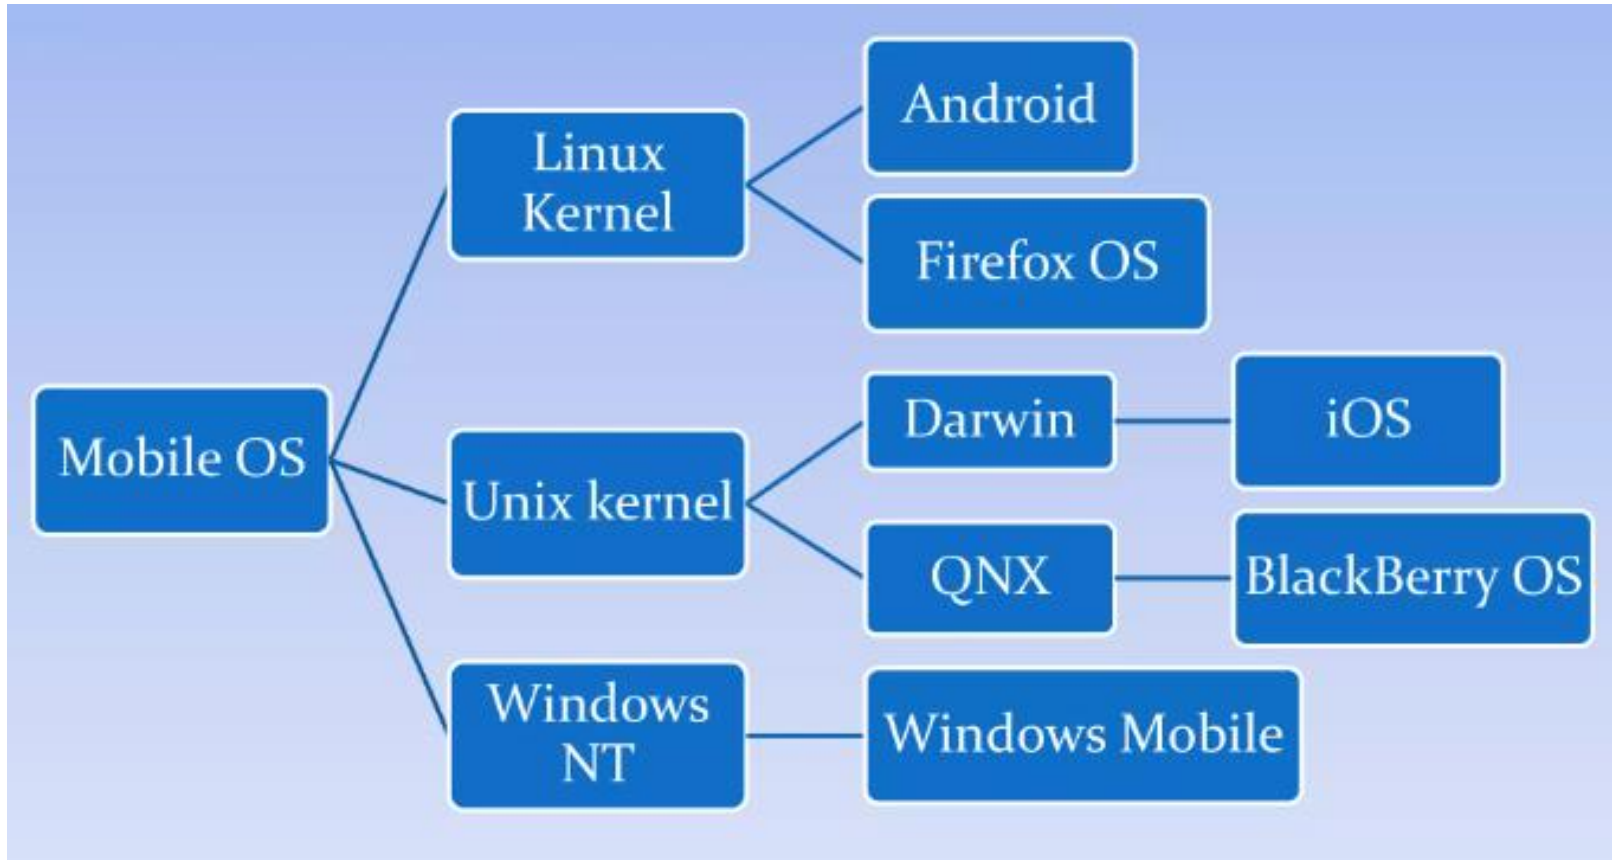 Mobile OS
Linux
Kernel
Android
Firefox OS
Unix kernel
Darwin
iOS
QNX
BlackBerry OS
Windows
NT
Windows Mobile